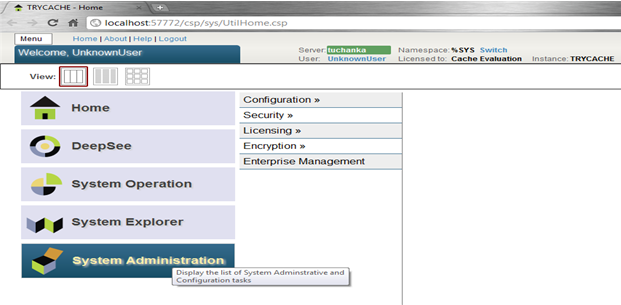 TRYCACHE - Home
localhost:57772/csp/sys/UtilHome.csp
Menu Home | About | Help | Logout
Welcome, UnknownUser
Server: tuchanka Namespace: %SYS Switch
User: UnknownUser Licensed to: Cache Evaluation Instance: TRYCACHE
View:
Home
DeepSee
System Operation
System Explorer
System Administration
Configuration »
Security »
Licensing »
Encryption »
Enterprise Management
Display the list of System Adminstrative and
Configuration tasks